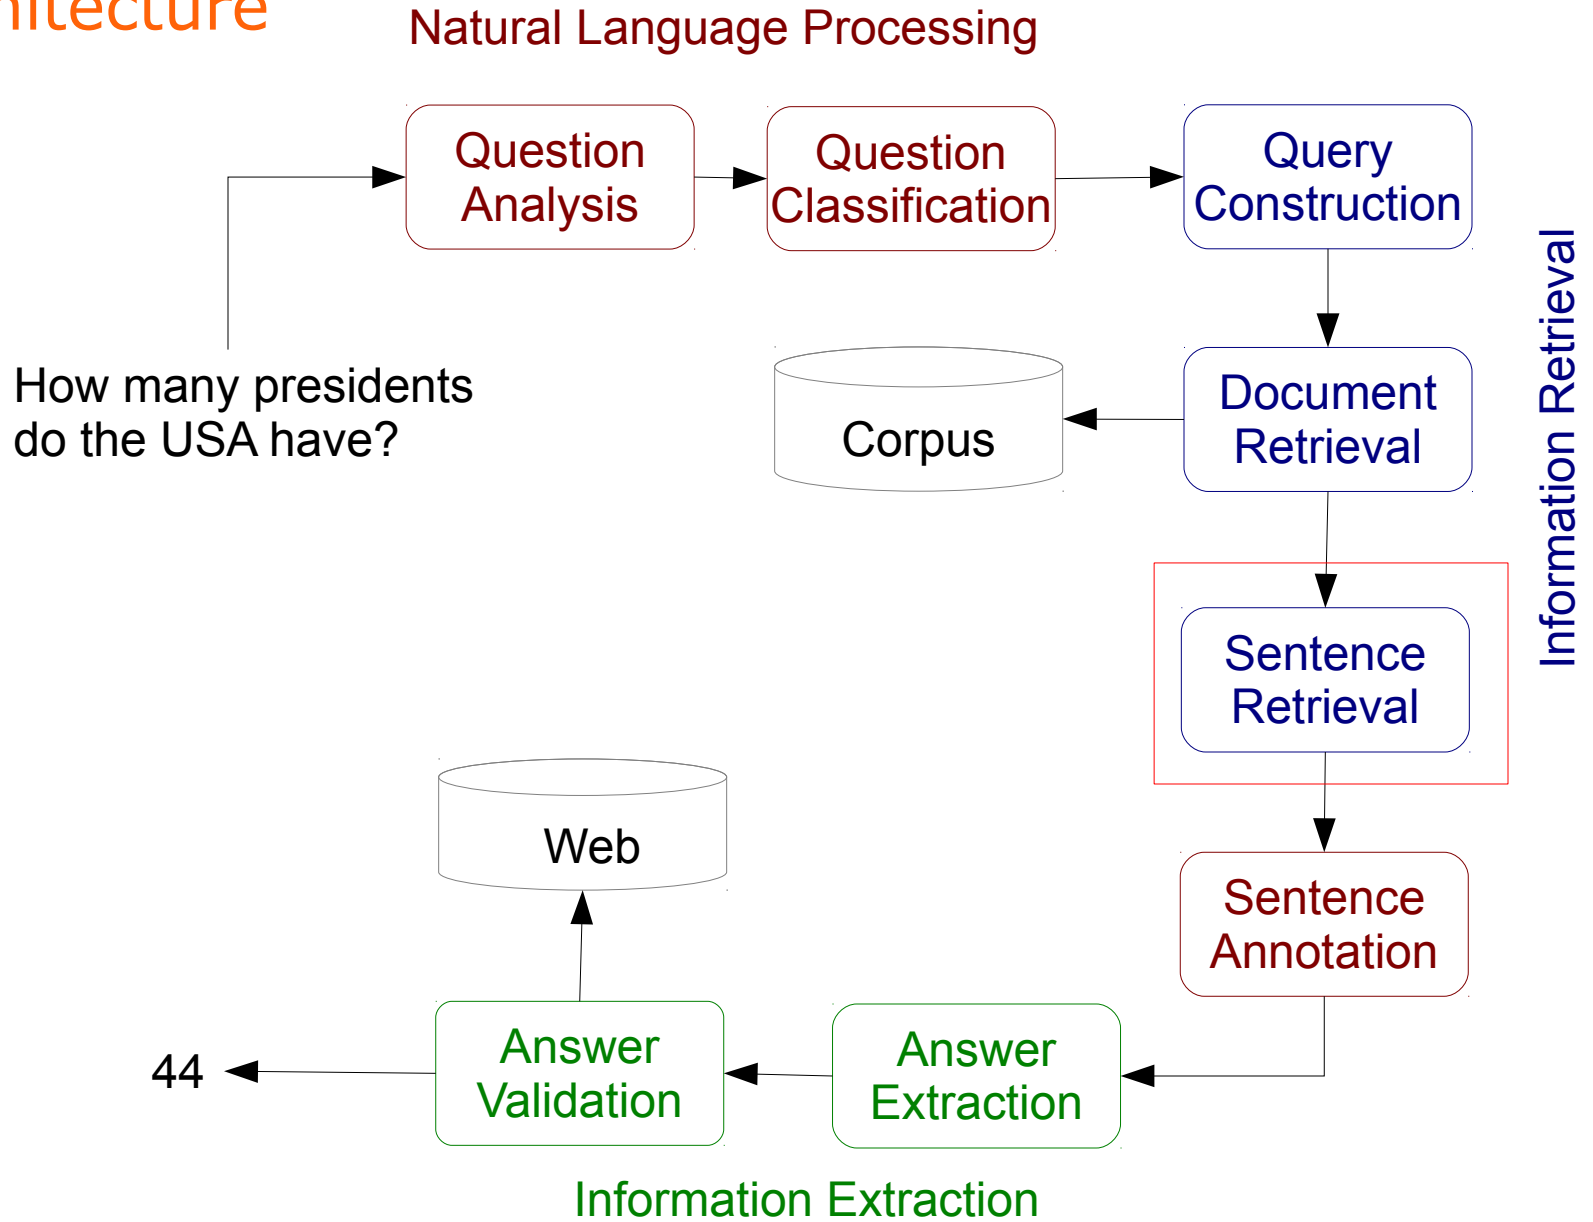 Natural Language Processing
Question
Analysis
Question
Classification
Query
Construction
How many presidents
do the USA have?
Corpus
Document
Retrieval
Information Retrieval
Sentence
Retrieval
Web
Sentence
Annotation
44
Answer
Validation
Answer
Extraction
Information Extraction